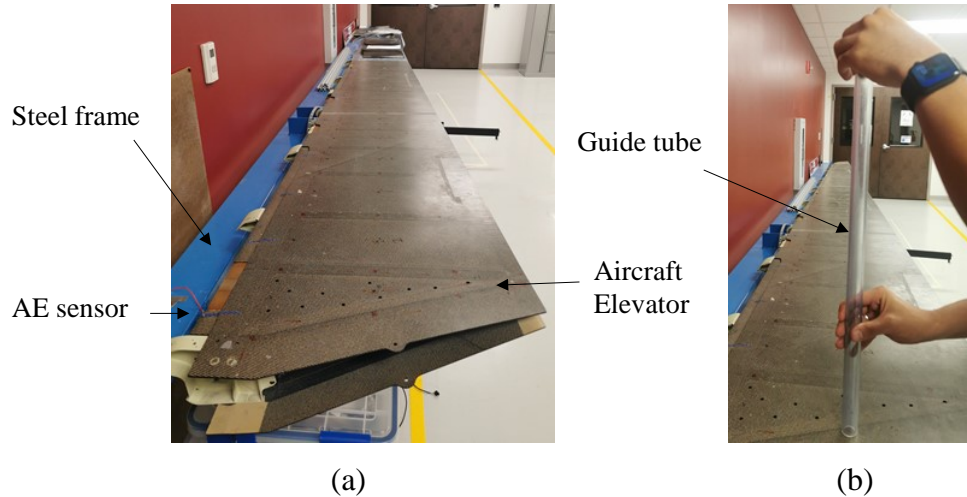 Steel frame
AE sensor
Aircraft
Elevator
Guide tube
(a)
(b)